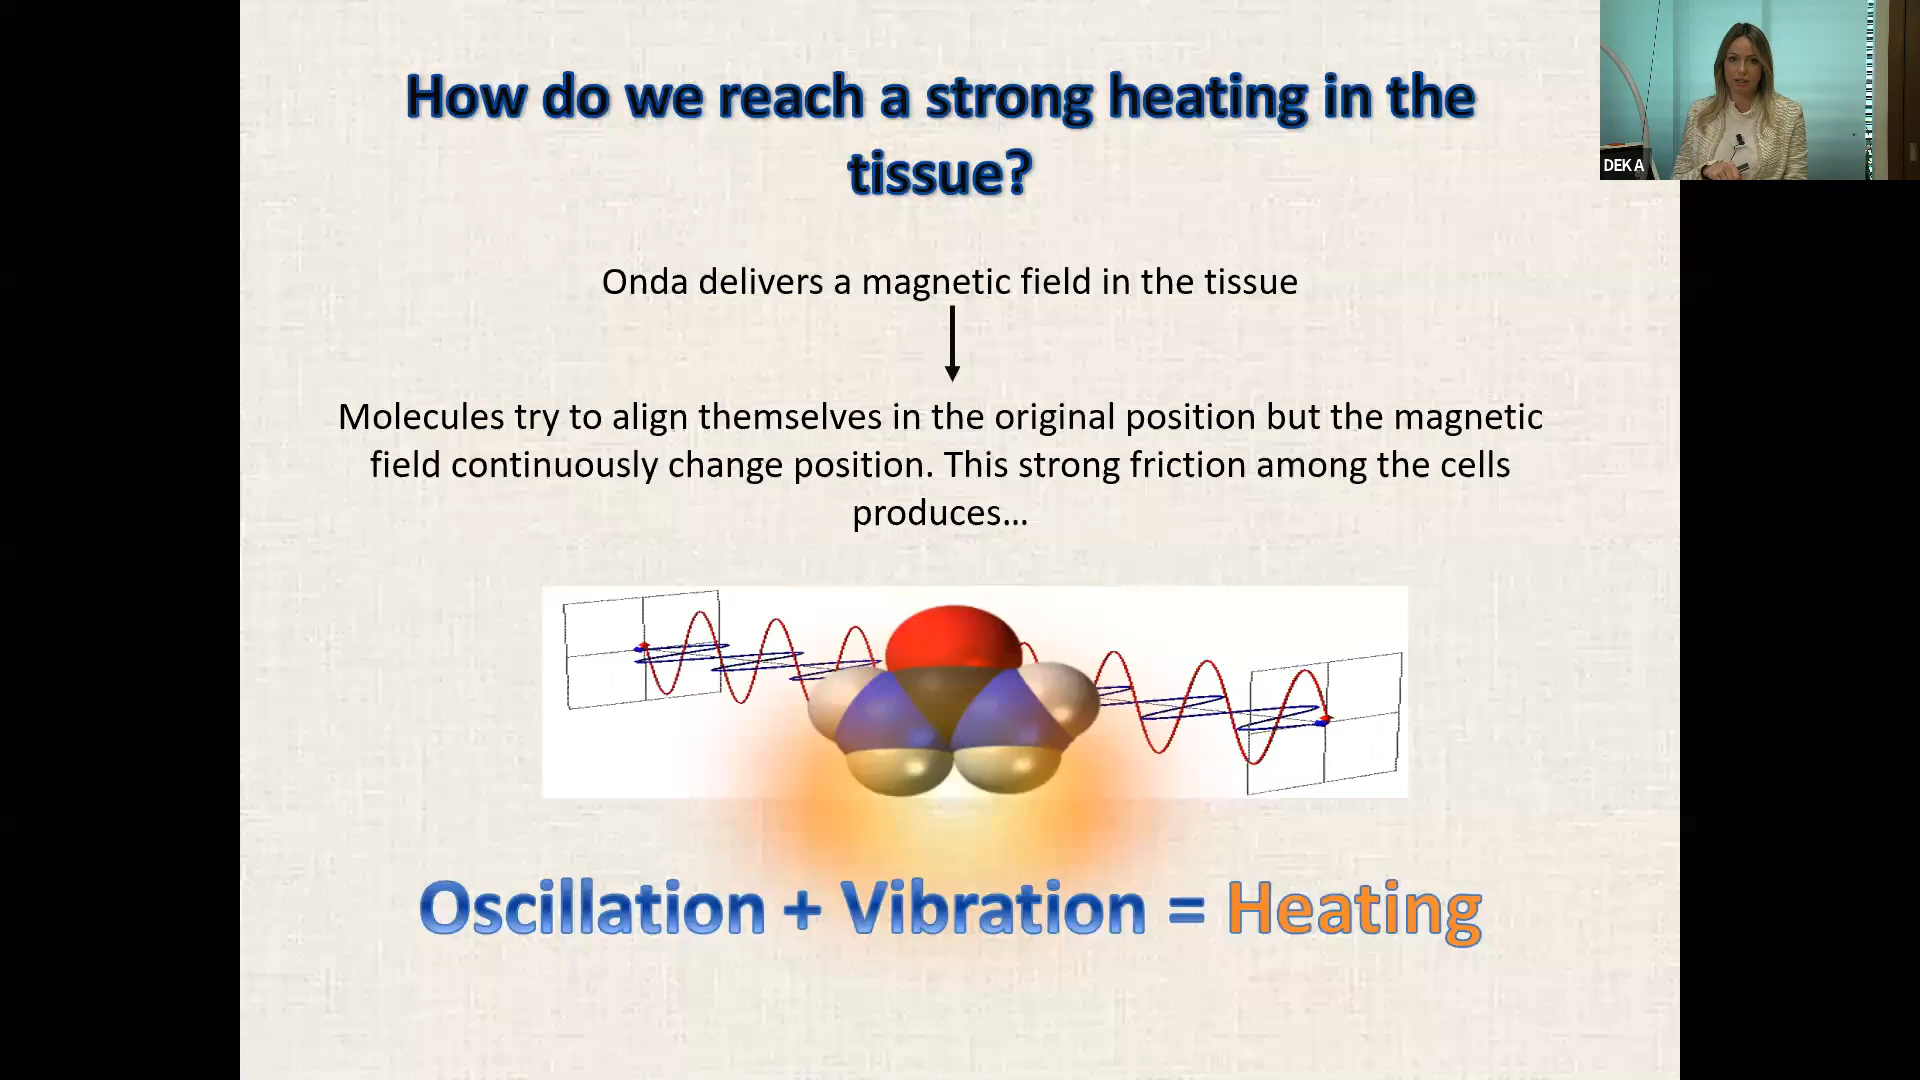 How do we reach a strong heating in the
tissue?
DEKA
Onda delivers a magnetic field in the tissue
Molecules try to align themselves in the original position but the magnetic
field continuously change position. This strong friction among the cells
produces…
Oscillation + Vibration = Heating